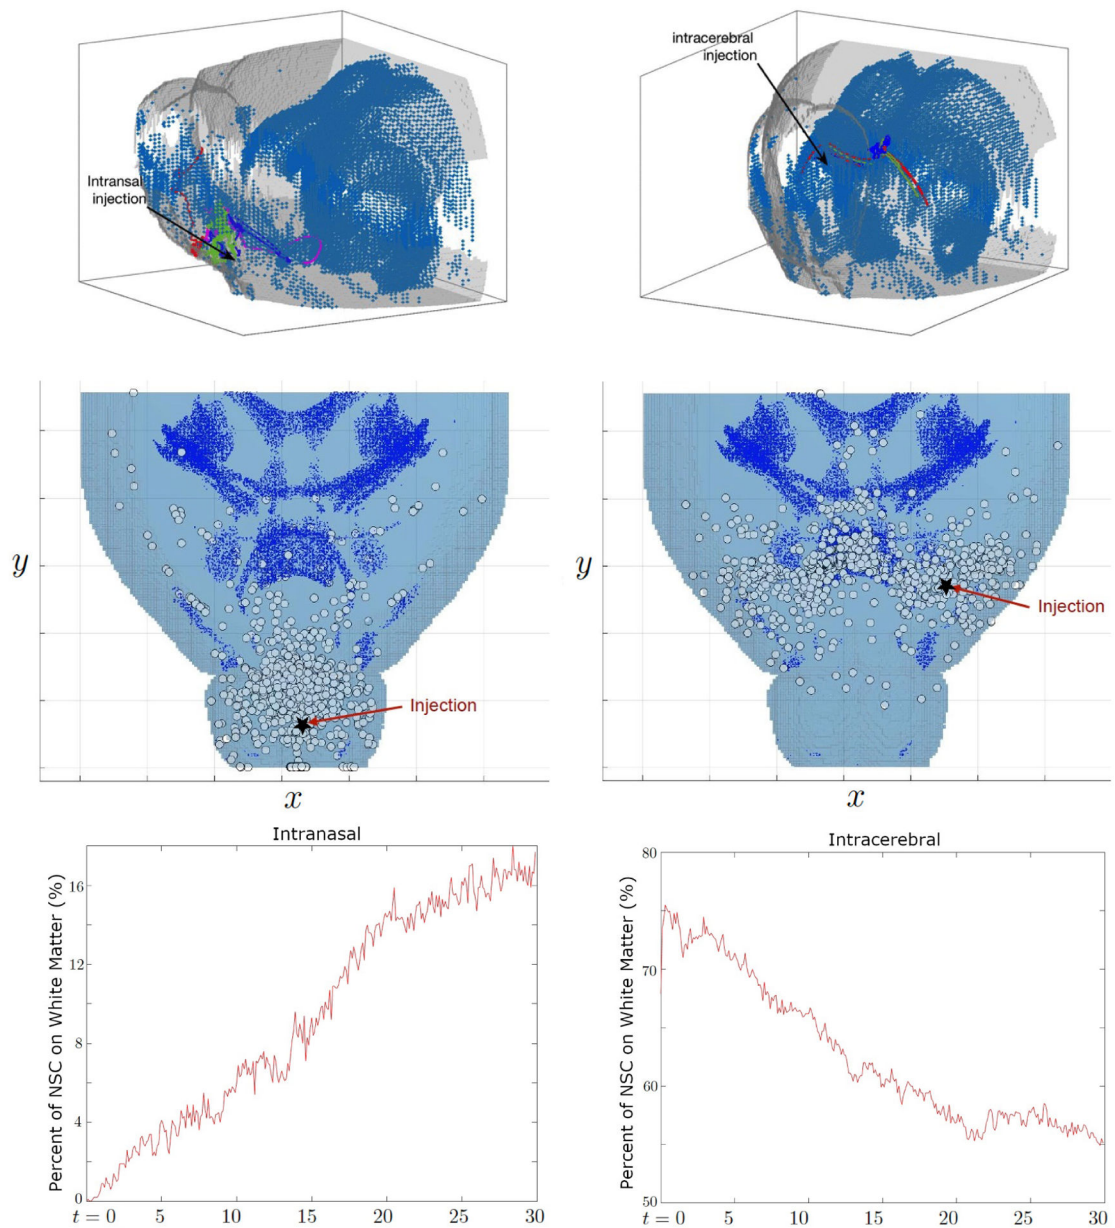 Intransal
injection
intracerebral
injection
y
Injection
x
y
Injection
x
Intranasal
Percent of NSC on White Matter (%)
16
12
8
4
0
t = 0 5 10 15 20 25 30
Intracerebral
Percent of NSC on White Matter (%)
80
70
60
50
t = 0 5 10 15 20 25 30